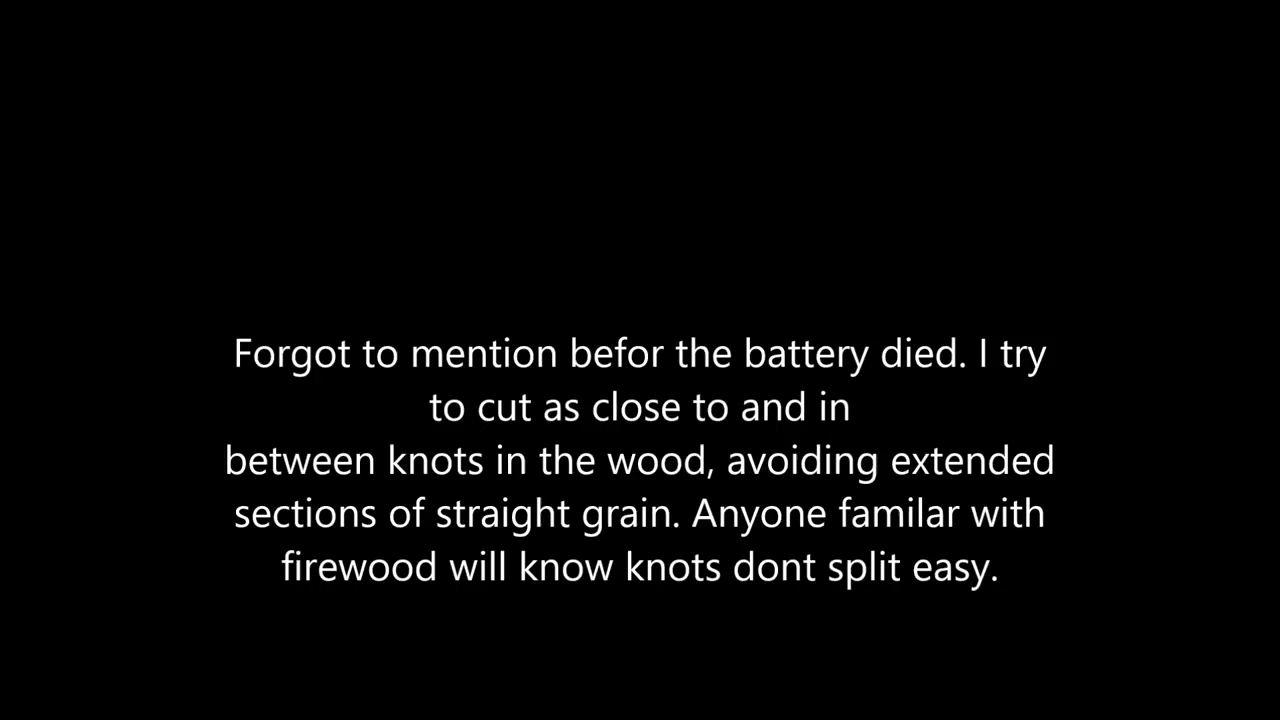 Forgot to mention befor the battery died. I try
to cut as close to and in
between knots in the wood, avoiding extended
sections of straight grain. Anyone familar with
firewood will know knots dont split easy.